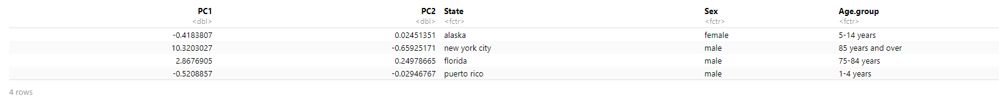 PC1 PC2 State Sex Age.group
<dbl> <dbl> <fctr> <fctr> <fctr>
-0.4183807 0.02451351 alaska female 5-14 years
10.3203027 -0.65925171 new york city male 85 years and over
2.8676905 0.24978665 florida male 75-84 years
-0.5208857 -0.02946767 puerto rico male 1-4 years
4 rows